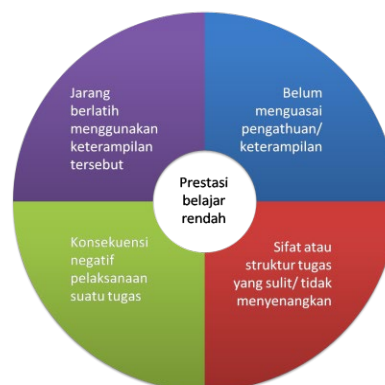 Jarang
berlatih
menggunakan
keterampilan
tersebut
Belum
menguasai
pengathuan/
keterampilan
Prestasi
belajar
rendah
Konsekuensi
negatif
pelaksanaan
suatu tugas
Sifat atau
struktur tugas
yang sulit/ tidak
menyenangkan